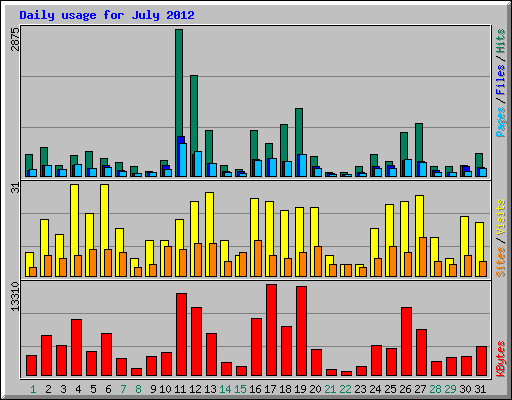 Daily usage for July 2012
2875
Pages / Files / Hits
31
Sites / Visits
13310
KBytes
1 2 3 4 5 6 7 8 9 10 11 12 13 14 15 16 17 18 19 20 21 22 23 24 25 26 27 28 29 30 31